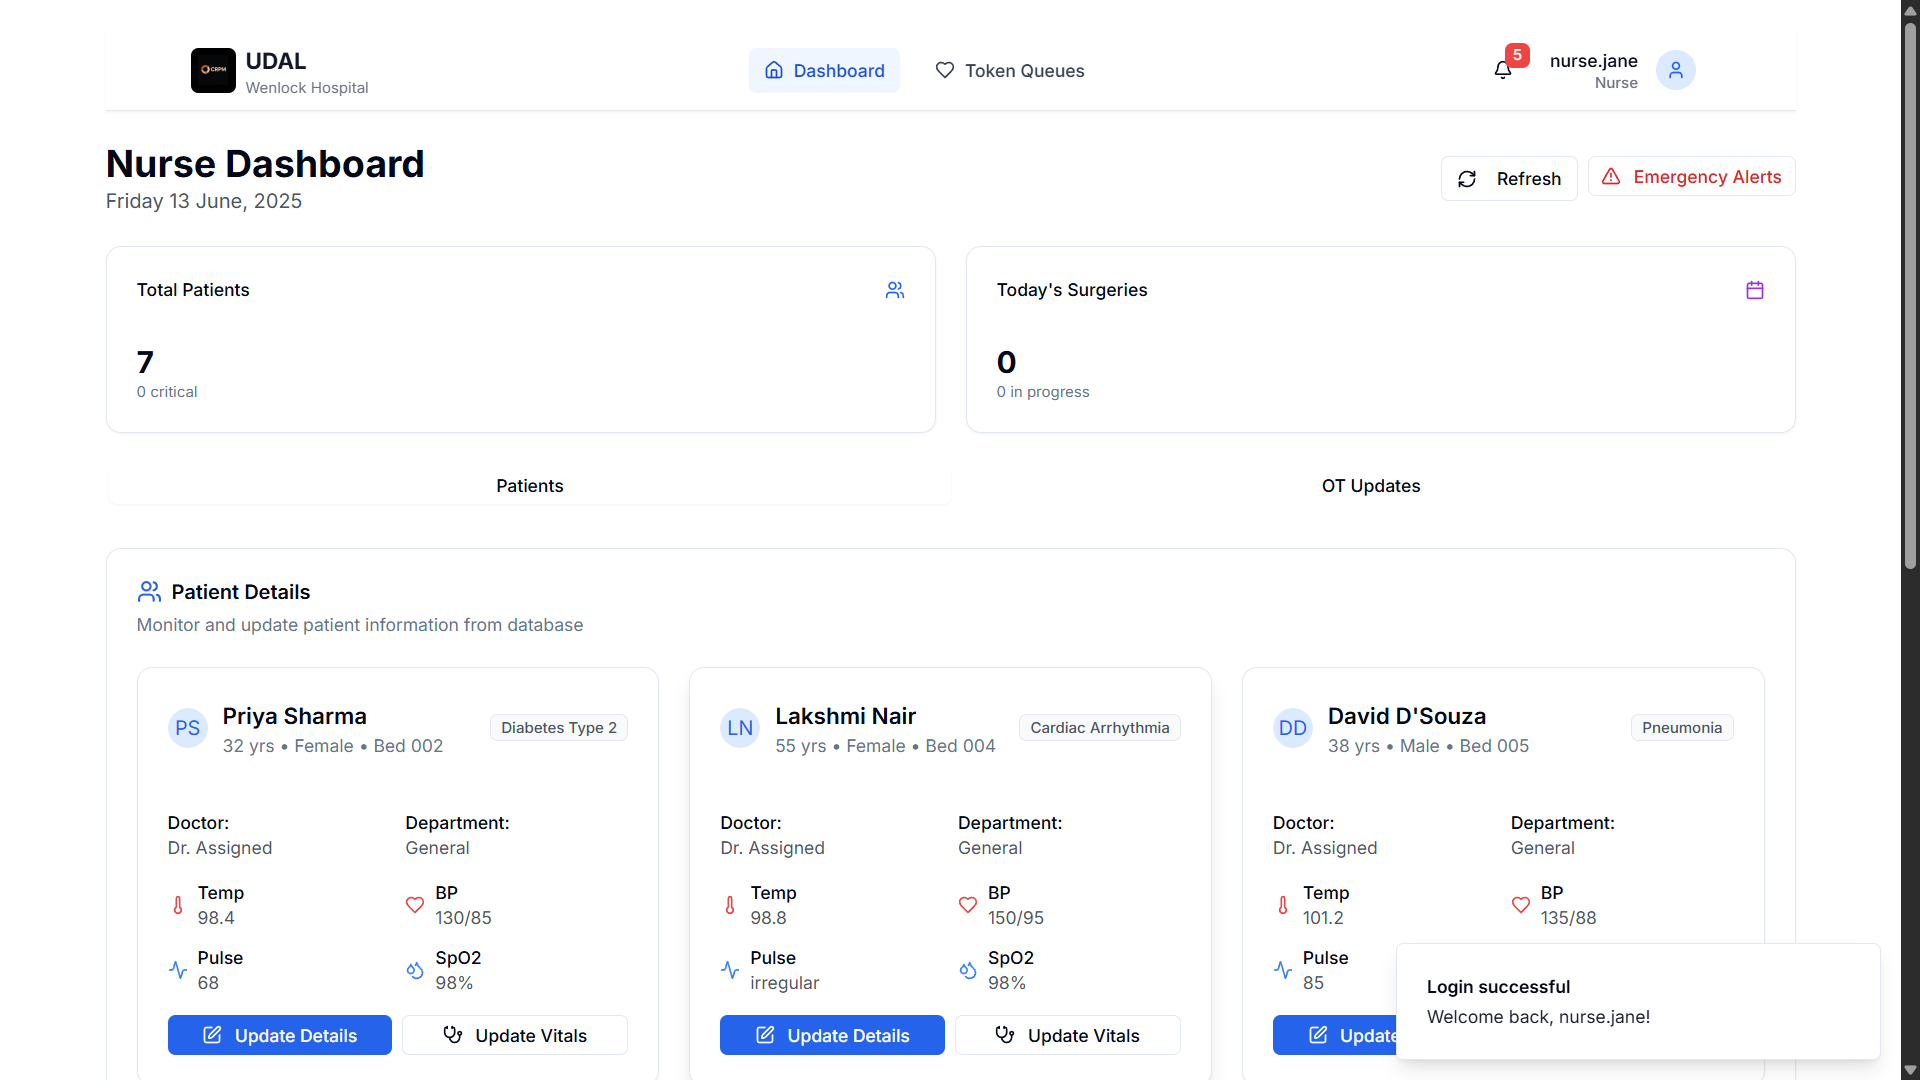 CRPM
UDAL
Wenlock Hospital
Dashboard
Token Queues
5
nurse.jane
Nurse
Nurse Dashboard
Friday 13 June, 2025
Refresh
Emergency Alerts
Total Patients
7
0 critical
Today's Surgeries
0
0 in progress
Patients
OT Updates
Patient Details
Monitor and update patient information from database
PS
Priya Sharma
32 yrs • Female • Bed 002
Diabetes Type 2
Doctor:
Dr. Assigned
Department:
General
Temp
98.4
BP
130/85
Pulse
68
SpO2
98%
Update Details
Update Vitals
LN
Lakshmi Nair
55 yrs • Female • Bed 004
Cardiac Arrhythmia
Doctor:
Dr. Assigned
Department:
General
Temp
98.8
BP
150/95
Pulse
irregular
SpO2
98%
Update Details
Update Vitals
DD
David D'Souza
38 yrs • Male • Bed 005
Pneumonia
Doctor:
Dr. Assigned
Department:
General
Temp
101.2
BP
135/88
Pulse
85
Update
Login successful
Welcome back, nurse.jane!